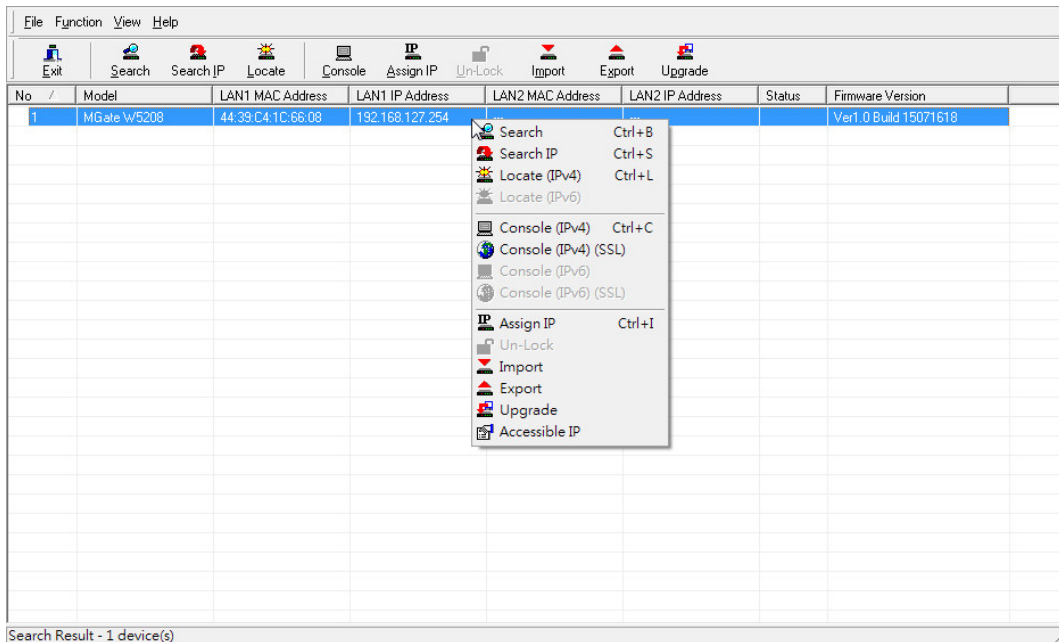 File Function View Help
Exit Search Search IP Locate Console Assign IP Un-Lock Import Export Upgrade
No / Model LAN1 MAC Address LAN1 IP Address LAN2 MAC Address LAN2 IP Address Status Firmware Version
1 MGate W5208 44:39:C4:1C:66:08 192.168.127.254 --- --- Ver1.0 Build 15071618
Search Ctrl+B
Search IP Ctrl+S
Locate (IPv4) Ctrl+L
Locate (IPv6)
Console (IPv4) Ctrl+C
Console (IPv4) (SSL)
Console (IPv6)
Console (IPv6) (SSL)
IP Assign IP Ctrl+I
Un-Lock
Import
Export
Upgrade
Accessible IP
Search Result - 1 device(s)